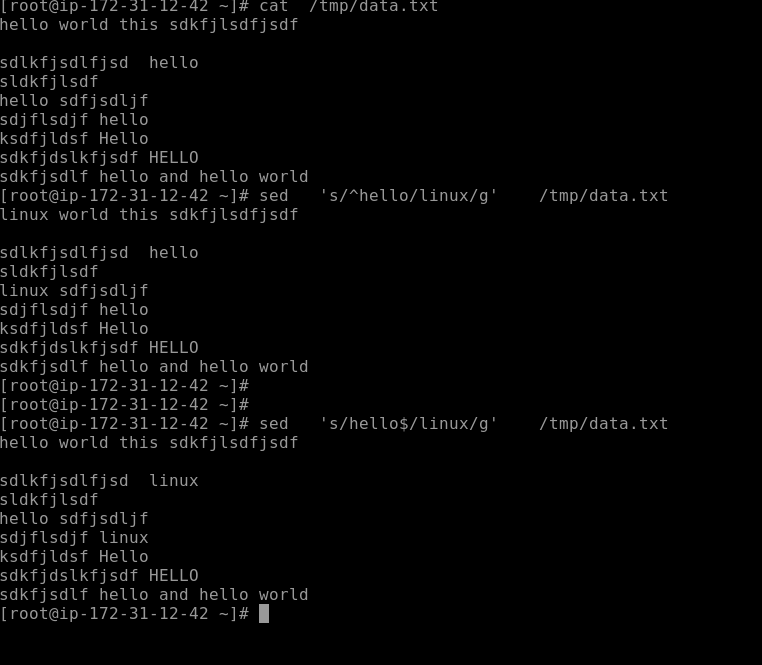 [root@ip-172-31-12-42 ~]# cat  /tmp/data.txt
hello world this sdkfjlsdfjsdf

sdlkfjsdlfjsd  hello
sldkfjlsdf
hello sdfjsdljf
sdjflsdjf hello
ksdfjldsf Hello
sdkfjdslkfjsdf HELLO
sdkfjsdlf hello and hello world
[root@ip-172-31-12-42 ~]# sed   's/^hello/linux/g'    /tmp/data.txt
linux world this sdkfjlsdfjsdf

sdlkfjsdlfjsd  hello
sldkfjlsdf
linux sdfjsdljf
sdjflsdjf hello
ksdfjldsf Hello
sdkfjdslkfjsdf HELLO
sdkfjsdlf hello and hello world
[root@ip-172-31-12-42 ~]#
[root@ip-172-31-12-42 ~]#
[root@ip-172-31-12-42 ~]# sed   's/hello$/linux/g'    /tmp/data.txt
hello world this sdkfjlsdfjsdf

sdlkfjsdlfjsd  linux
sldkfjlsdf
hello sdfjsdljf
sdjflsdjf linux
ksdfjldsf Hello
sdkfjdslkfjsdf HELLO
sdkfjsdlf hello and hello world
[root@ip-172-31-12-42 ~]#